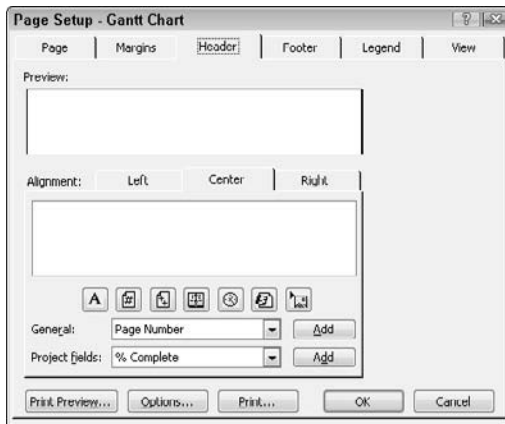 Page Setup - Gantt Chart
Page Margins Header Footer Legend View
Preview:
Alignment: Left Center Right
General: Page Number Add
Project fields: % Complete Add
Print Preview... Options... Print... OK Cancel